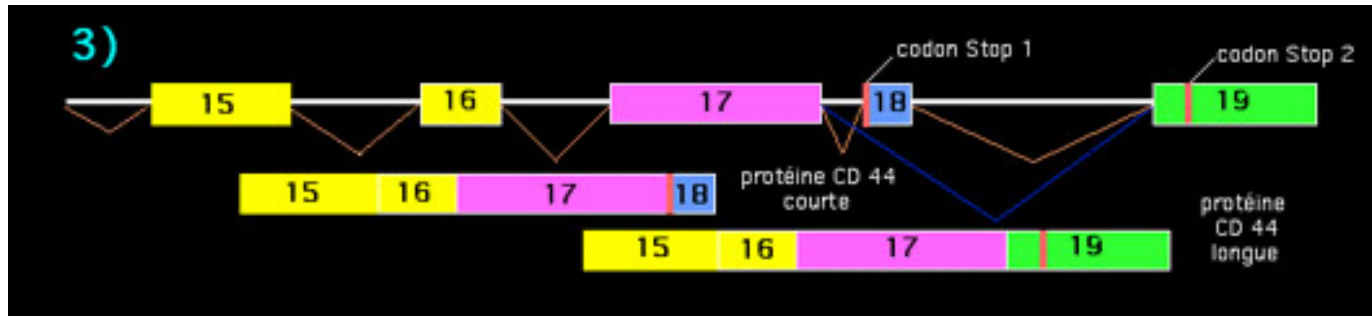 3)
codon Stop 1
codon Stop 2
15 16 17 18 19
15 16 17 18
protéine CD 44
courte
15 16 17 19
protéine
CD 44
longue